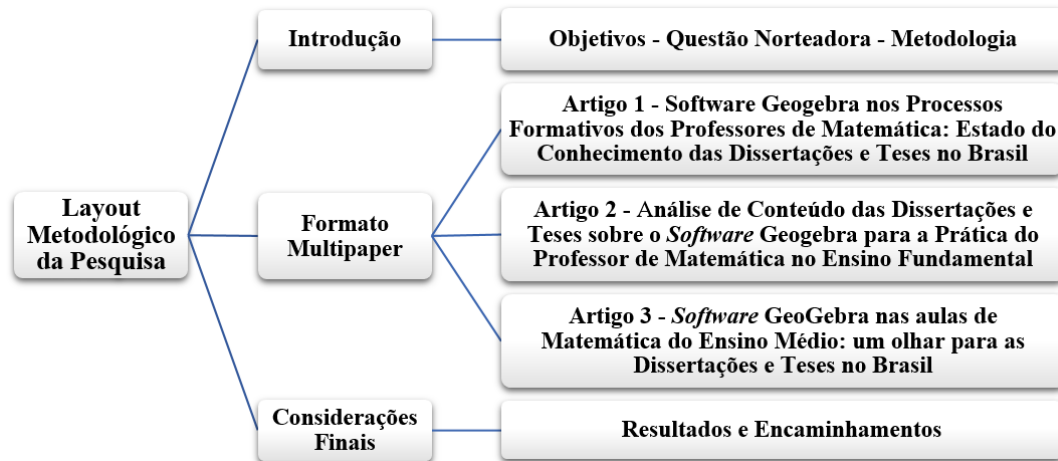 Layout
Metodológico
da Pesquisa
Introdução
Objetivos - Questão Norteadora - Metodologia
Formato
Multipaper
Artigo 1 - Software Geogebra nos Processos
Formativos dos Professores de Matemática: Estado do
Conhecimento das Dissertações e Teses no Brasil
Artigo 2 - Análise de Conteúdo das Dissertações e
Teses sobre o Software Geogebra para a Prática do
Professor de Matemática no Ensino Fundamental
Artigo 3 - Software GeoGebra nas aulas de
Matemática do Ensino Médio: um olhar para as
Dissertações e Teses no Brasil
Considerações
Finais
Resultados e Encaminhamentos